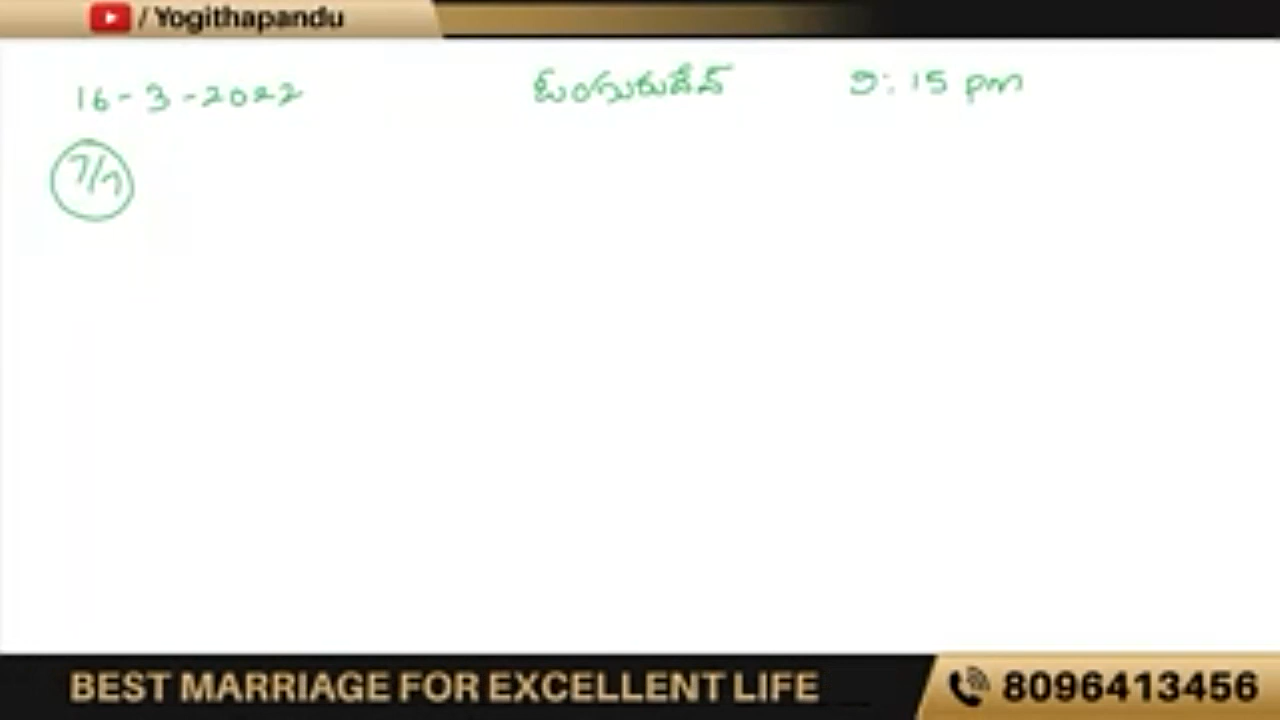 / Yogithapandu
16-3-2022 ఓంగురుదేవ్ 9:15 pm
7/7
BEST MARRIAGE FOR EXCELLENT LIFE 8096413456